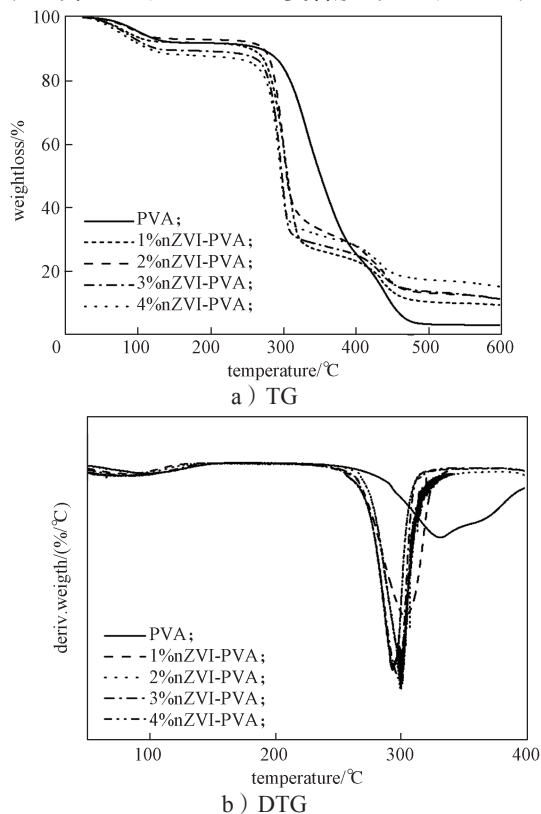 100
80
60
40
20
weightloss/%
PVA；
1%nZVI-PVA；
2%nZVI-PVA；
3%nZVI-PVA；
4%nZVI-PVA；
0 100 200 300 400 500 600
temperature/℃
a）TG
deriv.weigth/(%/℃)
PVA；
1%nZVI-PVA；
2%nZVI-PVA；
3%nZVI-PVA；
4%nZVI-PVA；
100 200 300 400
temperature/℃
b）DTG